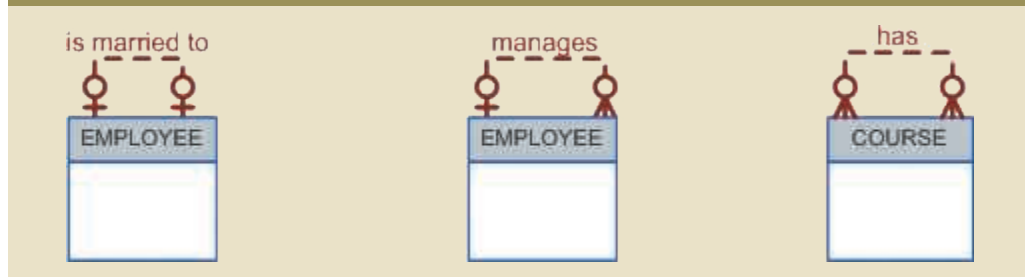 is married to
manages
has
EMPLOYEE
EMPLOYEE
COURSE